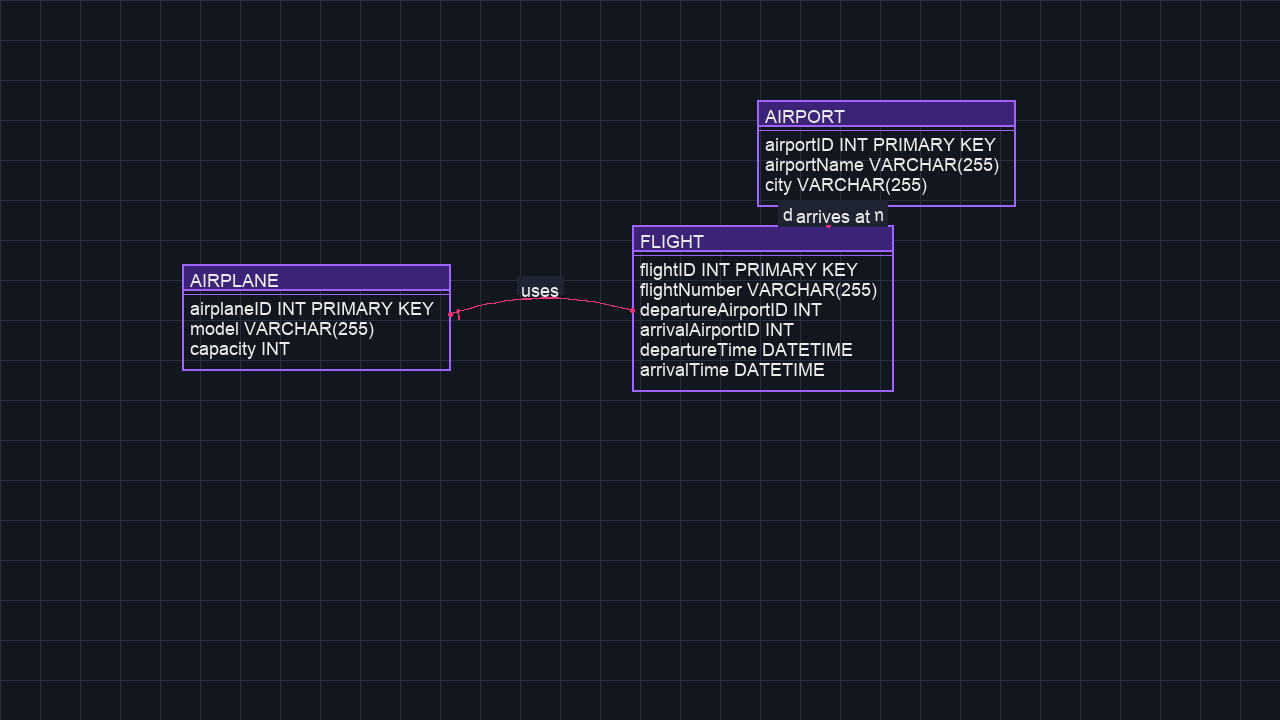 AIRPORT
airportID INT PRIMARY KEY
airportName VARCHAR(255)
city VARCHAR(255)
arrives at
FLIGHT
flightID INT PRIMARY KEY
flightNumber VARCHAR(255)
departureAirportID INT
arrivalAirportID INT
departureTime DATETIME
arrivalTime DATETIME
AIRPLANE
airplaneID INT PRIMARY KEY
model VARCHAR(255)
capacity INT
uses